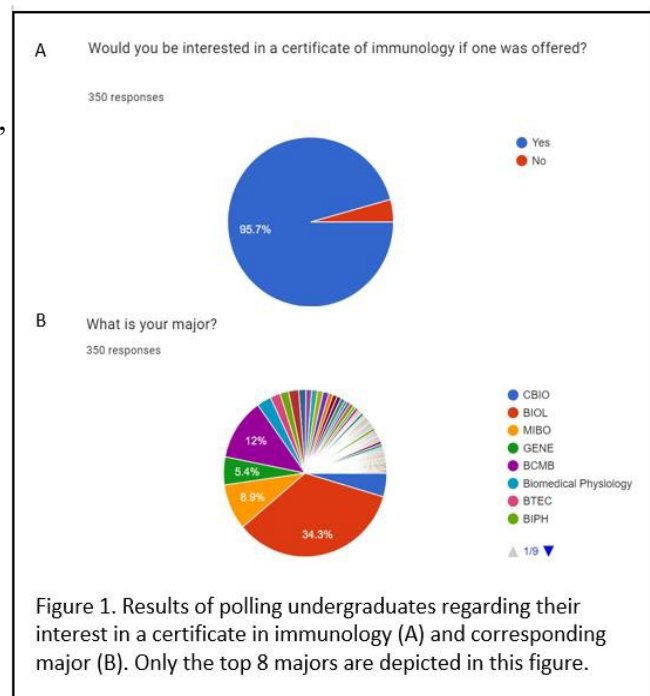 ,
A
Would you be interested in a certificate of immunology if one was offered?
350 responses
Yes
No
95.7%
B
What is your major?
350 responses
CBIO
BIOL
MIBO
GENE
BCMB
Biomedical Physiology
BTEC
BIPH
1/9
12%
5.4%
8.9%
34.3%
Figure 1. Results of polling undergraduates regarding their
interest in a certificate in immunology (A) and corresponding
major (B). Only the top 8 majors are depicted in this figure.